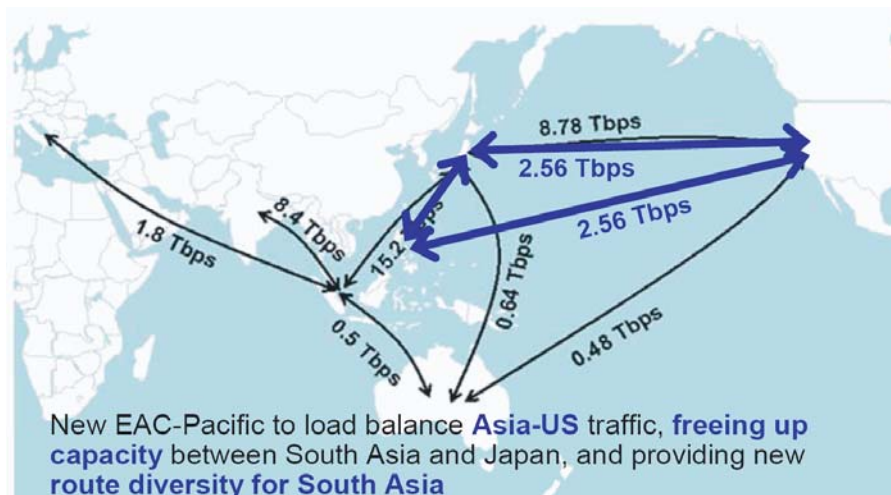 8.78 Tbps
2.56 Tbps
2.56 Tbps
8.4 Tbps
1.8 Tbps
15.2
0.64 Tbps
0.5 Tbps
0.48 Tbps
New EAC-Pacific to load balance Asia-US traffic, freeing up
capacity between South Asia and Japan, and providing new
route diversity for South Asia